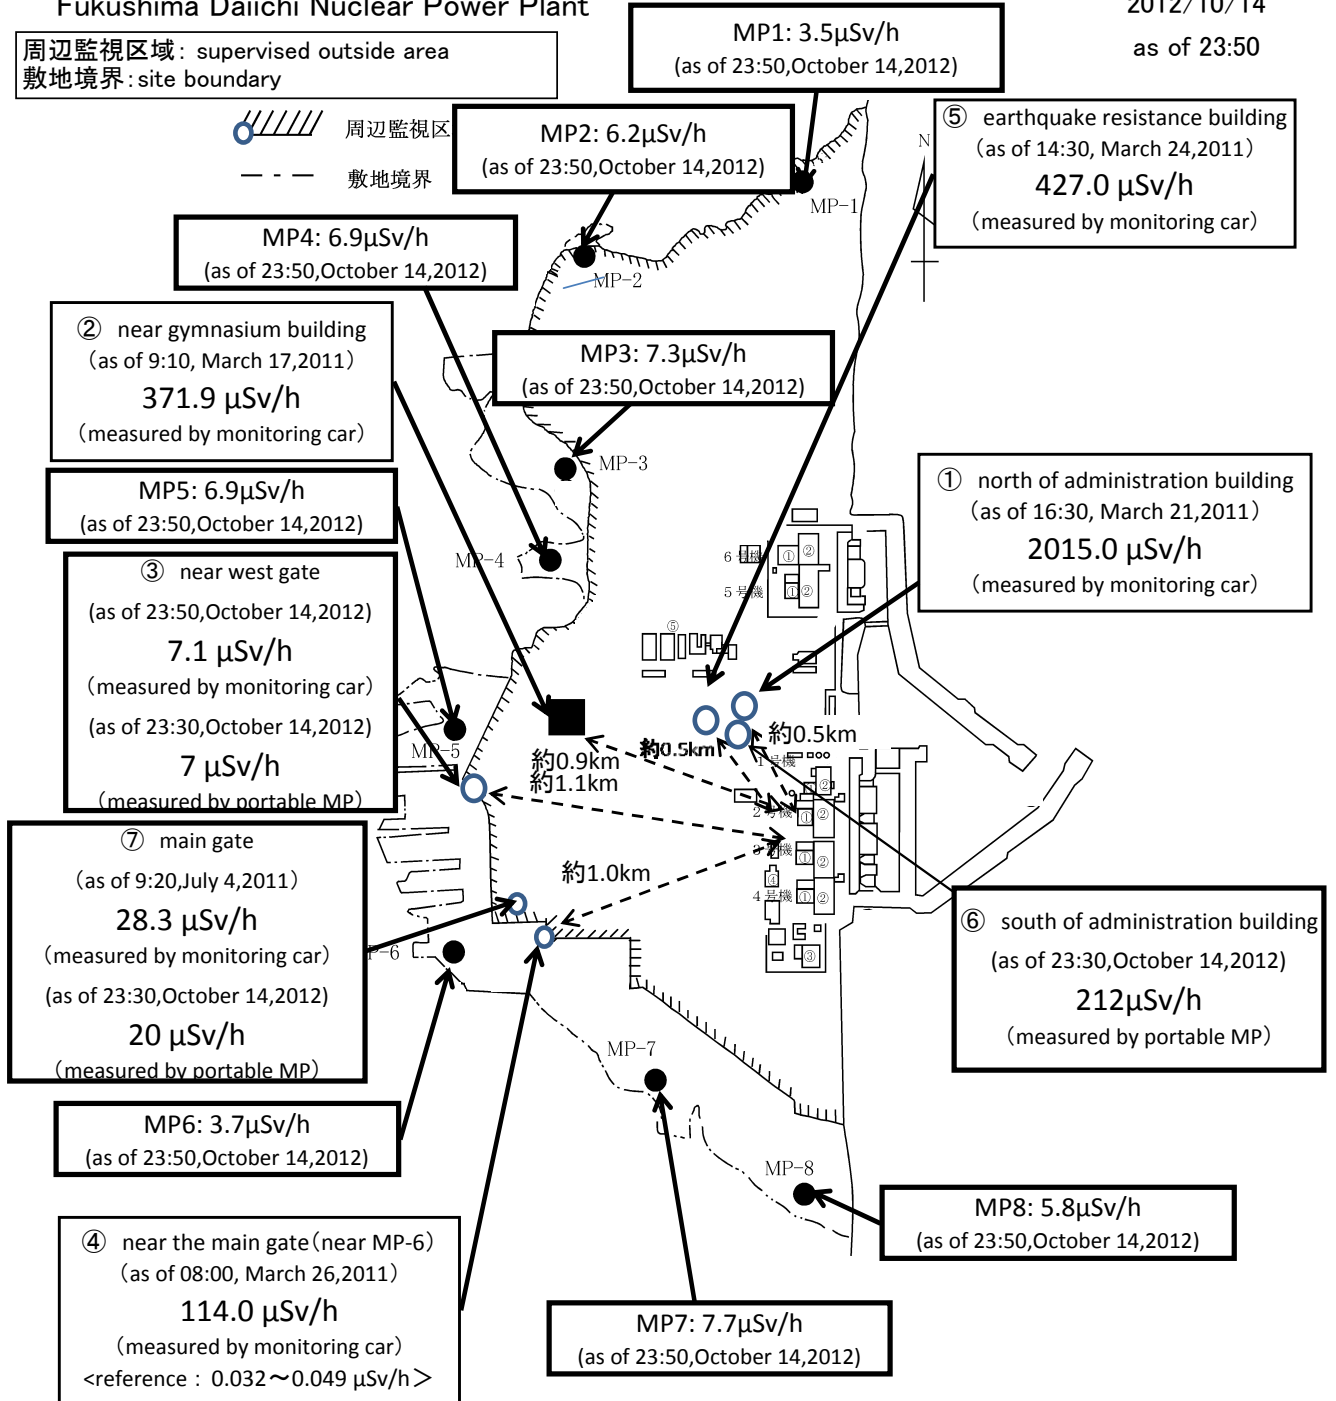 Fukushima Daiichi Nuclear Power Plant
2012/10/14
as of 23:50
周辺監視区域: supervised outside area
敷地境界:site boundary
周辺監視区
敷地境界
MP1: 3.5μSv/h
(as of 23:50,October 14,2012)
MP2: 6.2μSv/h
(as of 23:50,October 14,2012)
⑤ earthquake resistance building
(as of 14:30, March 24,2011)
427.0 μSv/h
(measured by monitoring car)
N
MP-1
MP4: 6.9μSv/h
(as of 23:50,October 14,2012)
MP-2
② near gymnasium building
(as of 9:10, March 17,2011)
371.9 μSv/h
(measured by monitoring car)
MP3: 7.3μSv/h
(as of 23:50,October 14,2012)
MP-3
MP5: 6.9μSv/h
(as of 23:50,October 14,2012)
① north of administration building
(as of 16:30, March 21,2011)
2015.0 μSv/h
(measured by monitoring car)
MP-4
6号機
① ②
5号機
① ②
③ near west gate
(as of 23:50,October 14,2012)
7.1 μSv/h
(measured by monitoring car)
(as of 23:30,October 14,2012)
7 μSv/h
(measured by portable MP)
⑤
MP-5
約0.9km
約1.1km
約0.5km
約0.5km
1号機
②
2号機
① ②
3号機
① ②
④
4号機
① ②
③
約1.0km
⑦ main gate
(as of 9:20,July 4,2011)
28.3 μSv/h
(measured by monitoring car)
(as of 23:30,October 14,2012)
20 μSv/h
(measured by portable MP)
P-6
⑥ south of administration building
(as of 23:30,October 14,2012)
212μSv/h
(measured by portable MP)
MP-7
MP6: 3.7μSv/h
(as of 23:50,October 14,2012)
MP-8
MP8: 5.8μSv/h
(as of 23:50,October 14,2012)
④ near the main gate(near MP-6)
(as of 08:00, March 26,2011)
114.0 μSv/h
(measured by monitoring car)
<reference : 0.032～0.049 μSv/h>
MP7: 7.7μSv/h
(as of 23:50,October 14,2012)